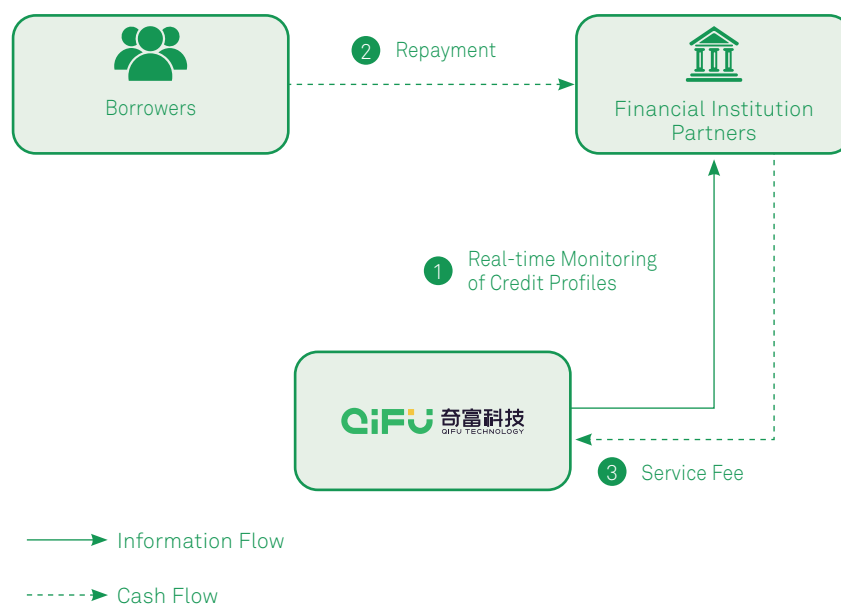 2 Repayment
Borrowers
Financial Institution
Partners
1 Real-time Monitoring
of Credit Profiles
QiFU 奇富科技
QIFU TECHNOLOGY
3 Service Fee
Information Flow
Cash Flow